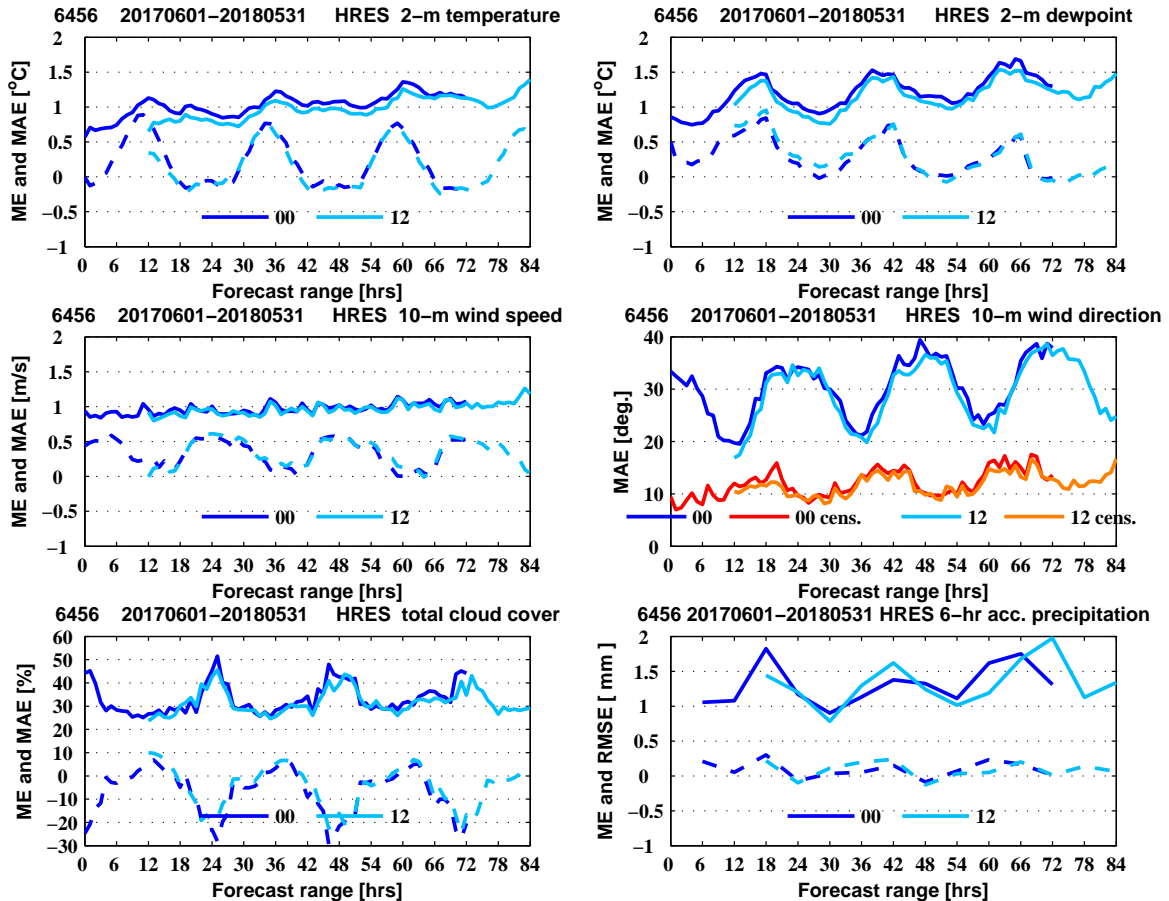 6456 20170601−20180531 HRES 2−m temperature
ME and MAE [°C]
2
1.5
1
0.5
0
−0.5
−1
00 12
0 6 12 18 24 30 36 42 48 54 60 66 72 78 84
Forecast range [hrs]
6456 20170601−20180531 HRES 2−m dewpoint
ME and MAE [°C]
2
1.5
1
0.5
0
−0.5
−1
00 12
0 6 12 18 24 30 36 42 48 54 60 66 72 78 84
Forecast range [hrs]
6456 20170601−20180531 HRES 10−m wind speed
ME and MAE [m/s]
2
1.5
1
0.5
0
−0.5
−1
00 12
0 6 12 18 24 30 36 42 48 54 60 66 72 78 84
Forecast range [hrs]
6456 20170601−20180531 HRES 10−m wind direction
MAE [deg.]
40
30
20
10
0
00 00 cens. 12 12 cens.
0 6 12 18 24 30 36 42 48 54 60 66 72 78 84
Forecast range [hrs]
6456 20170601−20180531 HRES total cloud cover
ME and MAE [%]
60
50
40
30
20
10
0
−10
−20
−30
00 12
0 6 12 18 24 30 36 42 48 54 60 66 72 78 84
Forecast range [hrs]
6456 20170601−20180531 HRES 6−hr acc. precipitation
ME and RMSE [ mm ]
2
1.5
1
0.5
0
−0.5
−1
00 12
0 6 12 18 24 30 36 42 48 54 60 66 72 78 84
Forecast range [hrs]